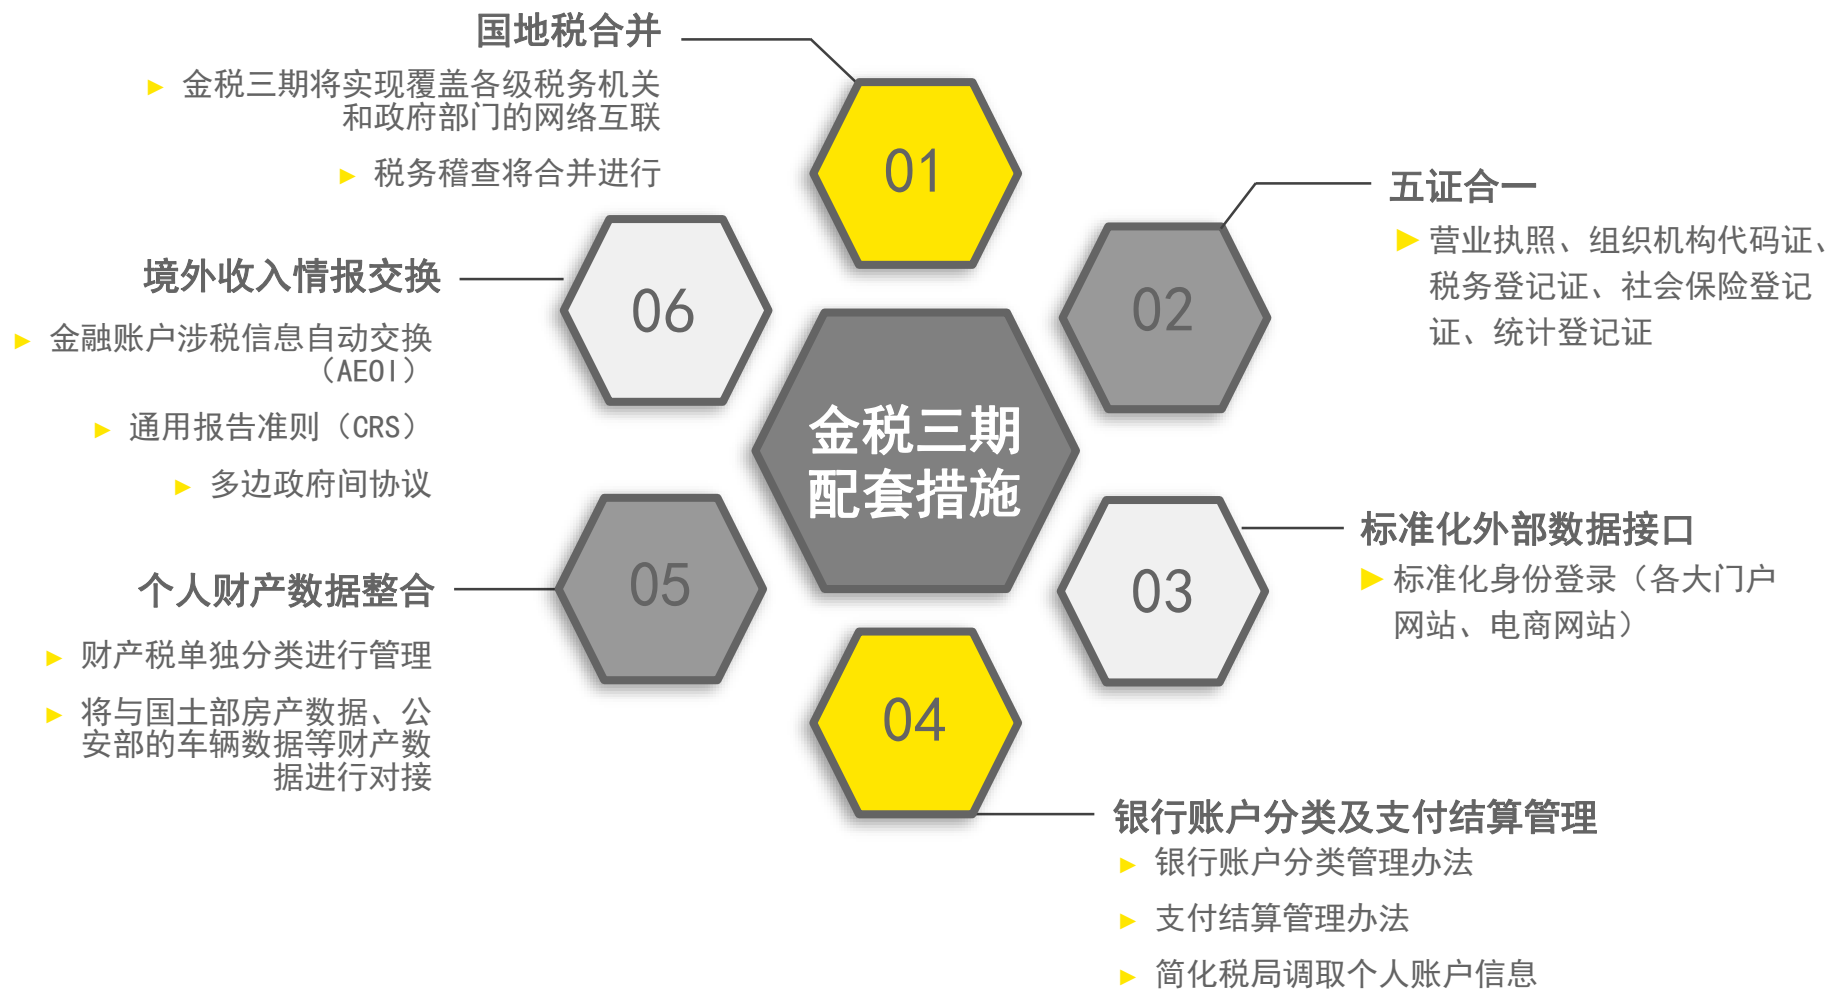 国地税合并
► 金税三期将实现覆盖各级税务机关
和政府部门的网络互联
► 税务稽查将合并进行
01
五证合一
► 营业执照、组织机构代码证、
税务登记证、社会保险登记
证、统计登记证
02
标准化外部数据接口
► 标准化身份登录（各大门户
网站、电商网站）
03
银行账户分类及支付结算管理
► 银行账户分类管理办法
► 支付结算管理办法
► 简化税局调取个人账户信息
04
个人财产数据整合
► 财产税单独分类进行管理
► 将与国土部房产数据、公
安部的车辆数据等财产数
据进行对接
05
境外收入情报交换
► 金融账户涉税信息自动交换
（AEOI）
► 通用报告准则（CRS）
► 多边政府间协议
06
金税三期
配套措施